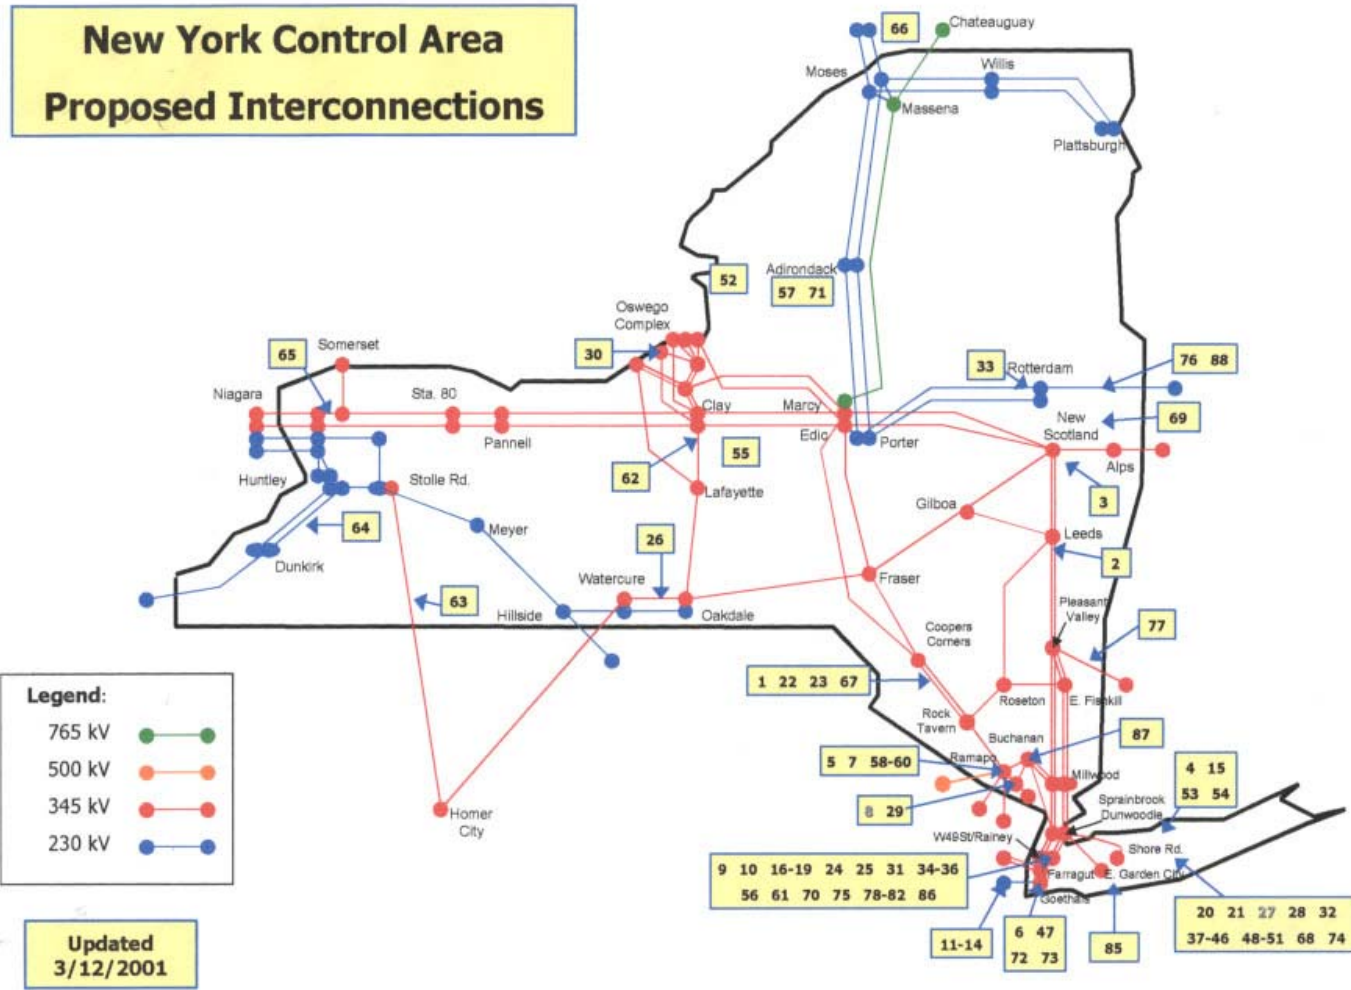 New York Control Area
Proposed Interconnections
66
Chateauguay
Moses
Willis
Massena
Plattsburgh
52
Adirondack
57 71
Oswego
Complex
30
65
Somerset
Niagara
Sta. 80
Pannell
Clay
Marcy
Edic
Porter
33
Rotterdam
76 88
New
Scotland
69
Alps
3
Huntley
Stolle Rd.
62
55
Lafayette
Gilboa
Leeds
64
Meyer
Dunkirk
26
2
Watercure
Fraser
63
Hillside
Oakdale
Pleasant
Valley
77
Coopers
Corners
1 22 23 67
Roseton
E. Fishkill
Rock
Tavern
Buchanan
87
Legend:
765 kV
500 kV
345 kV
230 kV
5 7 58-60
Ramapo
Millwood
4 15
53 54
8 29
Sprainbrook
Dunwoodie
Homer
City
W49St/Rainey
Shore Rd.
9 10 16-19 24 25 31 34-36
56 61 70 75 78-82 86
Farragut
E. Garden City
Goethals
11-14
6 47
72 73
85
20 21 27 28 32
37-46 48-51 68 74
Updated
3/12/2001